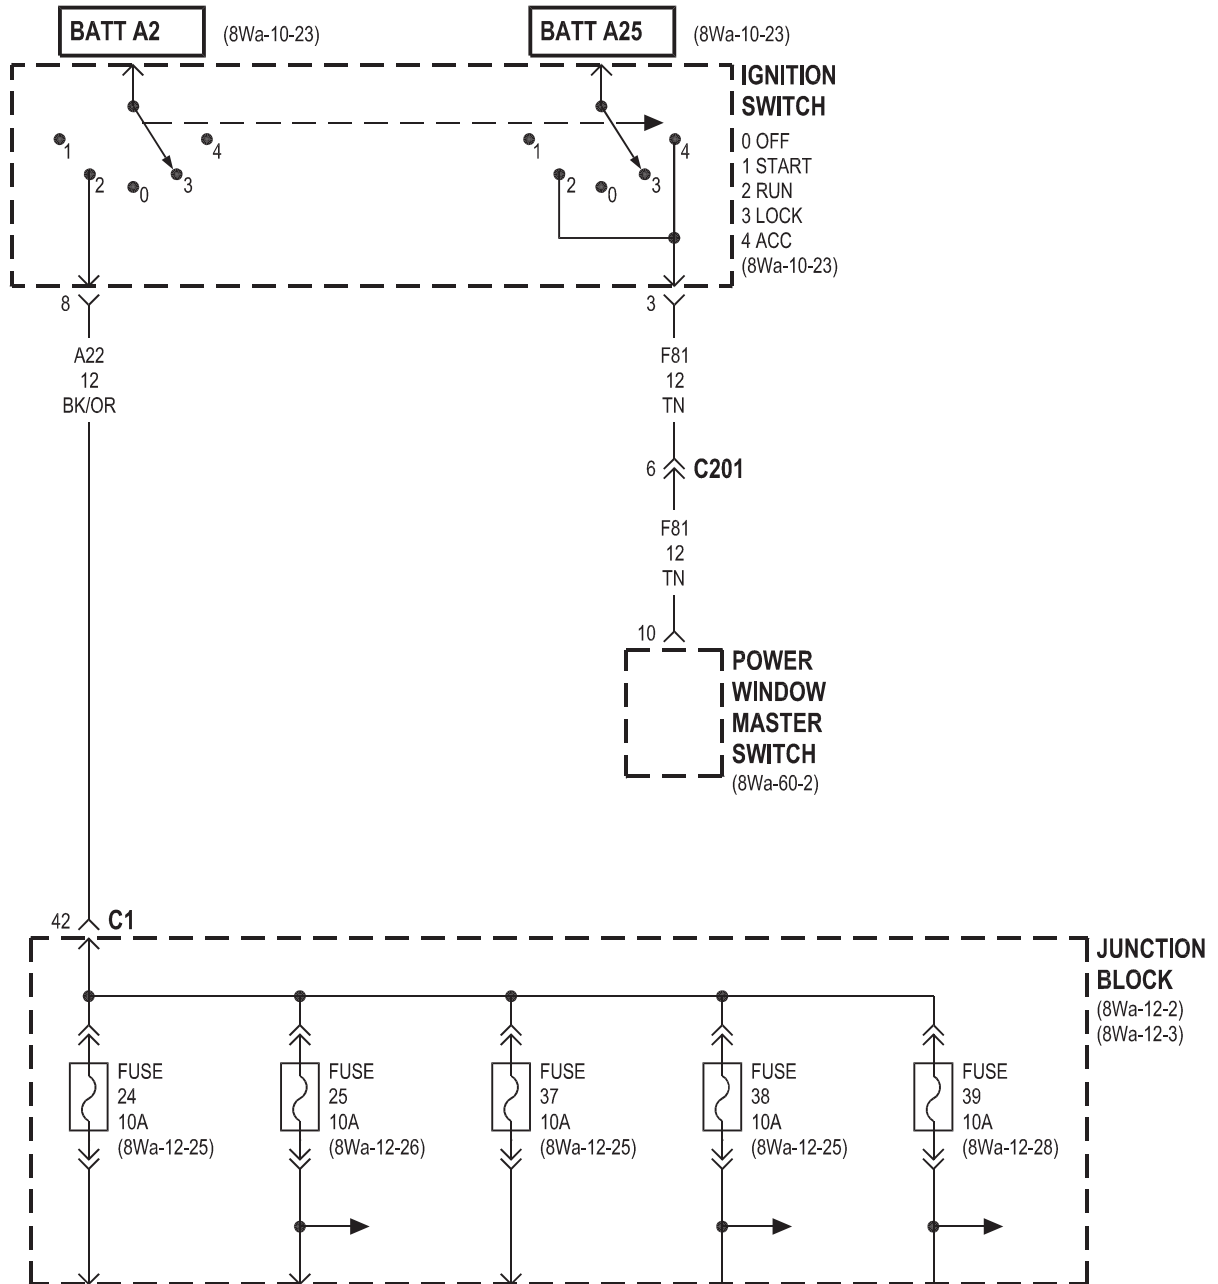 BATT A2
(8Wa-10-23)
BATT A25
(8Wa-10-23)
IGNITION
SWITCH
0 OFF
1 START
2 RUN
3 LOCK
4 ACC
(8Wa-10-23)
1
2
0
3
4
1
2
0
3
4
8
A22
12
BK/OR
3
F81
12
TN
6
C201
F81
12
TN
10
POWER
WINDOW
MASTER
SWITCH
(8Wa-60-2)
42
C1
JUNCTION
BLOCK
(8Wa-12-2)
(8Wa-12-3)
FUSE
24
10A
(8Wa-12-25)
FUSE
25
10A
(8Wa-12-26)
FUSE
37
10A
(8Wa-12-25)
FUSE
38
10A
(8Wa-12-25)
FUSE
39
10A
(8Wa-12-28)